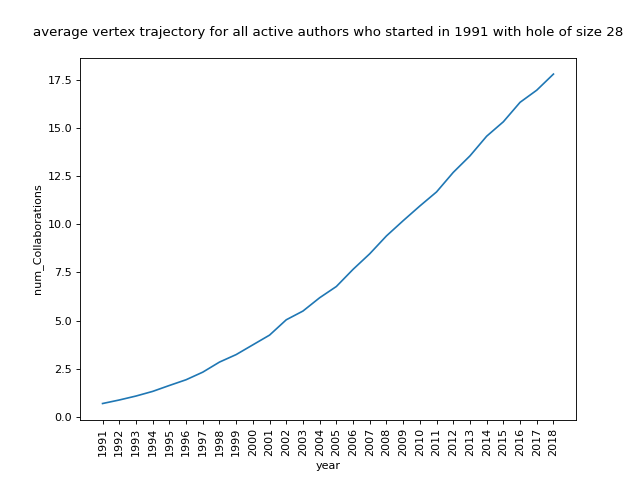 average vertex trajectory for all active authors who started in 1991 with hole of size 28
num_Collaborations
17.5
15.0
12.5
10.0
7.5
5.0
2.5
0.0
1991 1992 1993 1994 1995 1996 1997 1998 1999 2000 2001 2002 2003 2004 2005 2006 2007 2008 2009 2010 2011 2012 2013 2014 2015 2016 2017 2018
year